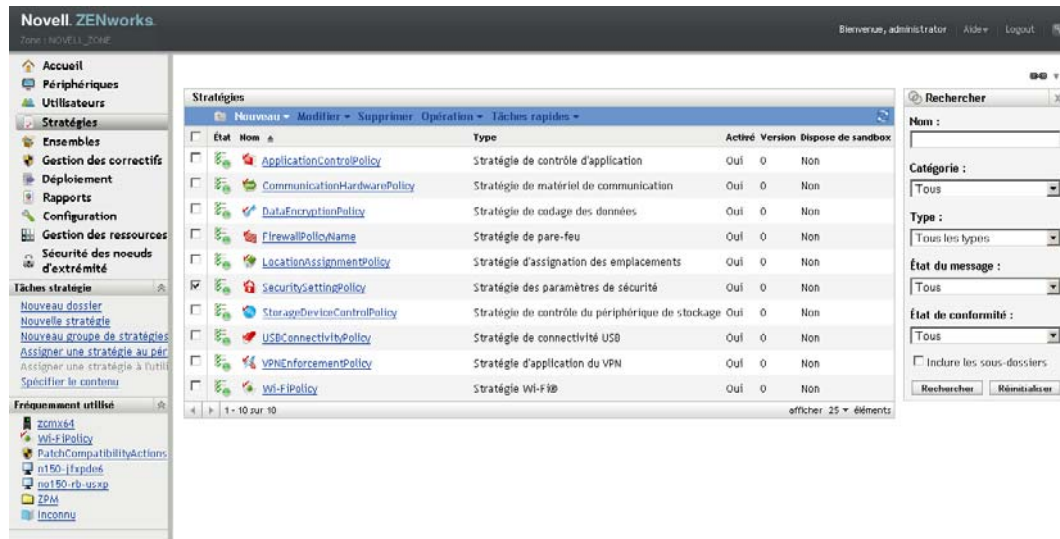 Novell. ZENworks.
Zone : NOVELL_ZONE
Bienvenue, administrator Aide Logout
Accueil
Périphériques
Utilisateurs
Stratégies
Ensembles
Gestion des correctifs
Déploiement
Rapports
Configuration
Gestion des ressources
Sécurité des noeuds
d'extrémité
Tâches stratégie
Nouveau dossier
Nouvelle stratégie
Nouveau groupe de stratégies
Assigner une stratégie au pér
Assigner une stratégie à l'utili
Spécifier le contenu
Fréquemment utilisé
zcmx64
Wi-FiPolicy
PatchCompatibilityActions
n150-jfxpde6
no150-rb-usxp
ZPM
Inconnu
Stratégies
Nouveau Modifier Supprimer Opération Tâches rapides
État Nom Type Activé Version Dispose de sandbox
ApplicationControlPolicy Stratégie de contrôle d'application Oui 0 Non
CommunicationHardwarePolicy Stratégie de matériel de communication Oui 0 Non
DataEncryptionPolicy Stratégie de codage des données Oui 0 Non
FirewallPolicyName Stratégie de pare-feu Oui 0 Non
LocationAssignmentPolicy Stratégie d'assignation des emplacements Oui 0 Non
SecuritySettingPolicy Stratégie des paramètres de sécurité Oui 0 Non
StorageDeviceControlPolicy Stratégie de contrôle du périphérique de stockage Oui 0 Non
USBConnectivityPolicy Stratégie de connectivité USB Oui 0 Non
VPNEnforcementPolicy Stratégie d'application du VPN Oui 0 Non
Wi-FiPolicy Stratégie Wi-Fi® Oui 0 Non
1 - 10 sur 10 afficher 25 éléments
Rechercher
Nom :
Catégorie :
Tous
Type :
Tous les types
État du message :
Tous
État de conformité :
Tous
Inclure les sous-dossiers
Rechercher Réinitialiser